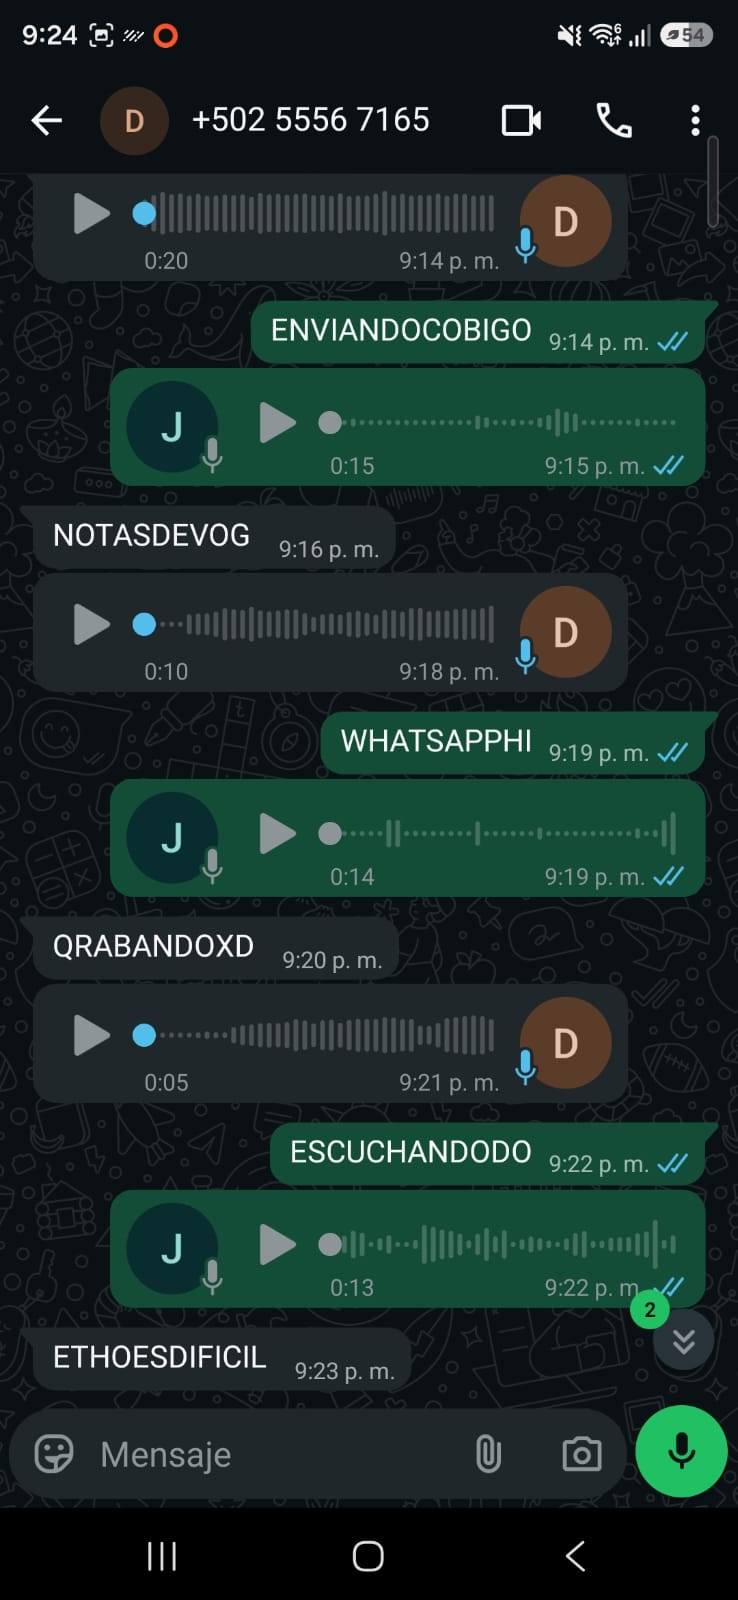 9:24 54
D +502 5556 7165
D
0:20 9:14 p. m.
ENVIANDOCOBIGO 9:14 p. m.
J
0:15 9:15 p. m.
NOTASDEVOG 9:16 p. m.
D
0:10 9:18 p. m.
WHATSAPPHI 9:19 p. m.
J
0:14 9:19 p. m.
QRABANDOXD 9:20 p. m.
D
0:05 9:21 p. m.
ESCUCHANDODO 9:22 p. m.
J
0:13 9:22 p. m.
2
ETHOESDIFICIL 9:23 p. m.
Mensaje